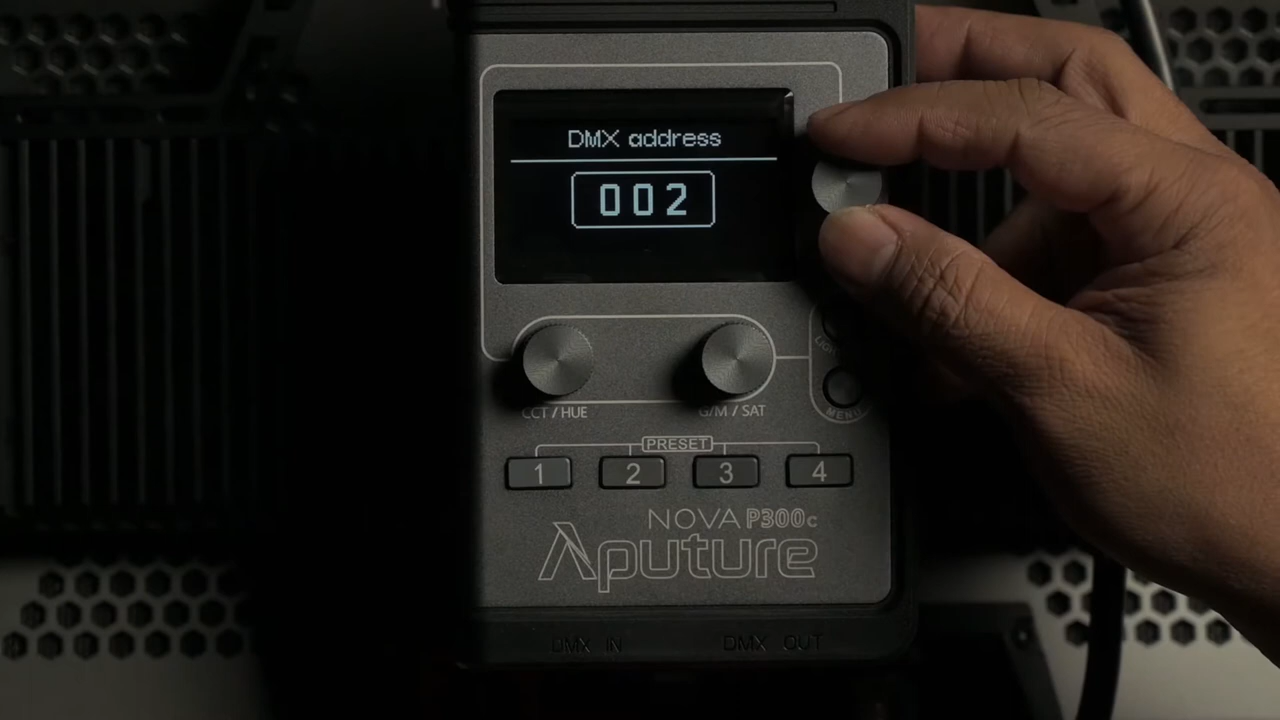 DMX address
002
CCT / HUE
G/M / SAT
MENU
PRESET
1 2 3 4
NOVA P300c
Aputure
DMX IN DMX OUT